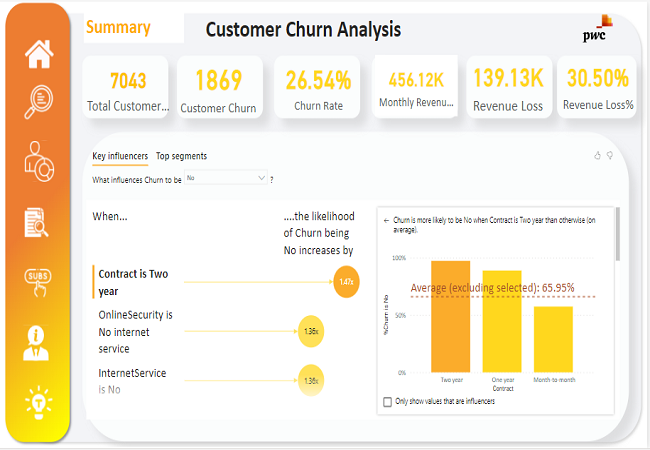 Summary
Customer Churn Analysis
pwc
7043
Total Customer...
1869
Customer Churn
26.54%
Churn Rate
456.12K
Monthly Revenu...
139.13K
Revenue Loss
30.50%
Revenue Loss%
Key influencers Top segments
What influences Churn to be No ?
When...
....the likelihood
of Churn being
No increases by
Contract is Two
year
1.47x
OnlineSecurity is
No internet
service
1.36x
InternetService
is No
1.36x
← Churn is more likely to be No when Contract is Two year than otherwise (on
average).
100%
50%
0%
%Churn is No
Average (excluding selected): 65.95%
Two year One year Month-to-month
Contract
Only show values that are influencers
SUBS
i
T